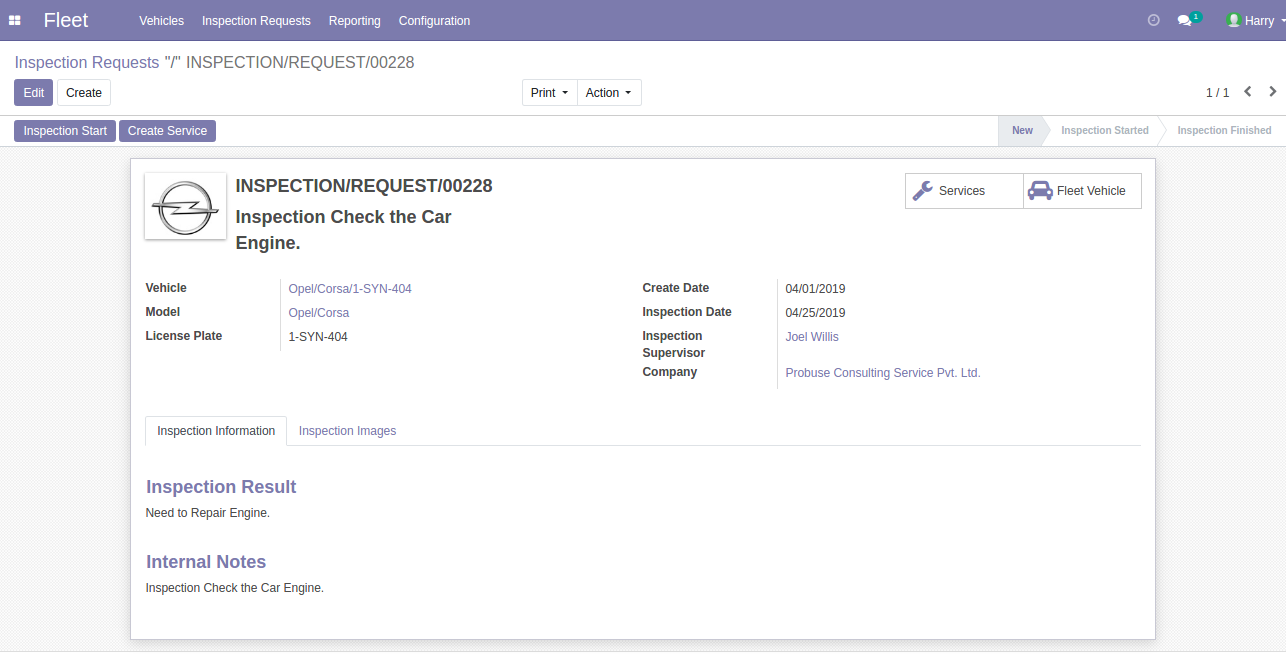 Fleet Vehicles Inspection Requests Reporting Configuration 1 Harry
Inspection Requests "/" INSPECTION/REQUEST/00228
Edit Create Print Action 1 / 1
Inspection Start Create Service New Inspection Started Inspection Finished
INSPECTION/REQUEST/00228
Services Fleet Vehicle
Inspection Check the Car
Engine.
Vehicle Opel/Corsa/1-SYN-404
Model Opel/Corsa
License Plate 1-SYN-404
Create Date 04/01/2019
Inspection Date 04/25/2019
Inspection Joel Willis
Supervisor
Company Probuse Consulting Service Pvt. Ltd.
Inspection Information Inspection Images
Inspection Result
Need to Repair Engine.
Internal Notes
Inspection Check the Car Engine.